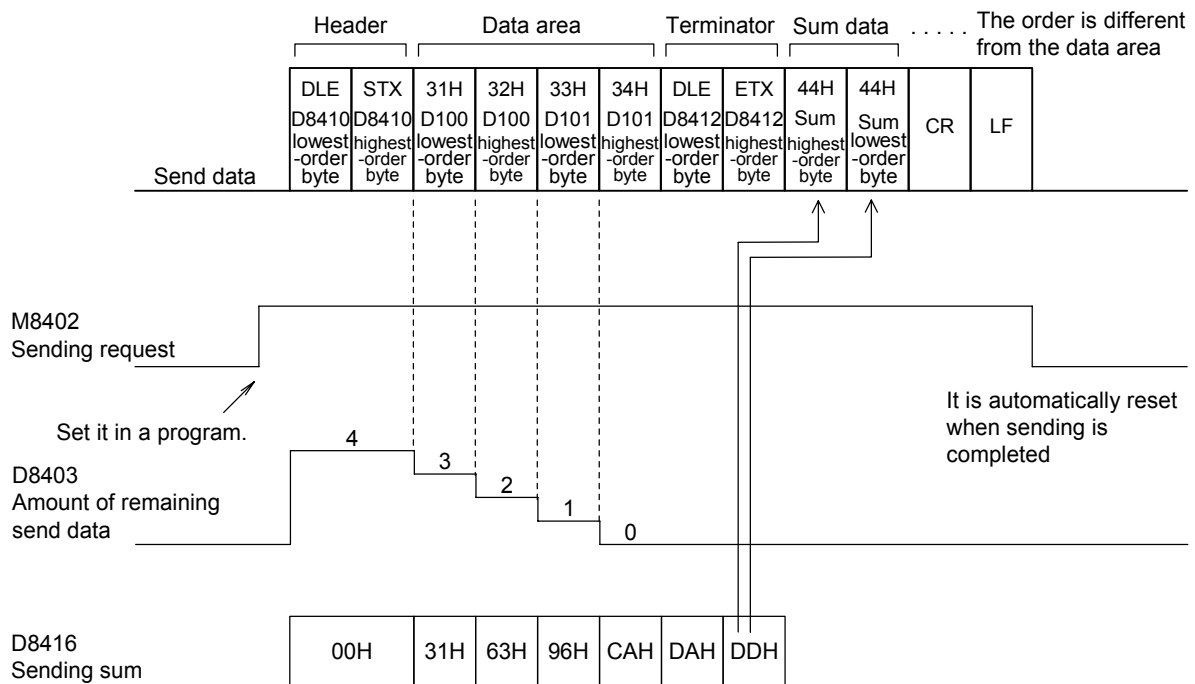 Header Data area Terminator Sum data . . . . . The order is different
from the data area
DLE STX 31H 32H 33H 34H DLE ETX 44H 44H
D8410 D8410 D100 D100 D101 D101 D8412 D8412 Sum Sum CR LF
lowest highest lowest highest lowest highest lowest highest highest lowest
-order -order -order -order -order -order -order -order -order -order
byte byte byte byte byte byte byte byte byte byte
Send data
M8402
Sending request
Set it in a program.
It is automatically reset
when sending is
completed
4
3
2
1
0
D8403
Amount of remaining
send data
D8416
Sending sum
00H 31H 63H 96H CAH DAH DDH